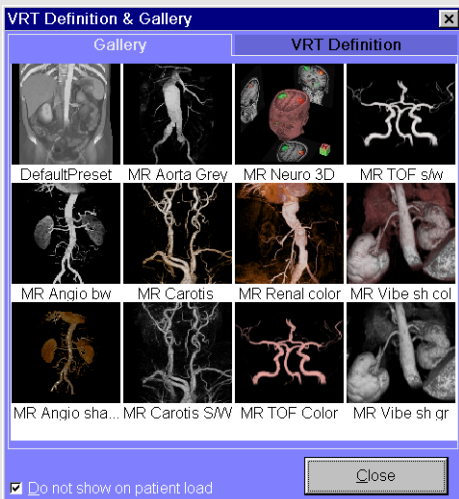 VRT Definition & Gallery
Gallery VRT Definition
DefaultPreset MR Aorta Grey MR Neuro 3D MR TOF s/w
MR Angio bw MR Carotis MR Renal color MR Vibe sh col
MR Angio sha... MR Carotis S/W MR TOF Color MR Vibe sh gr
Do not show on patient load Close